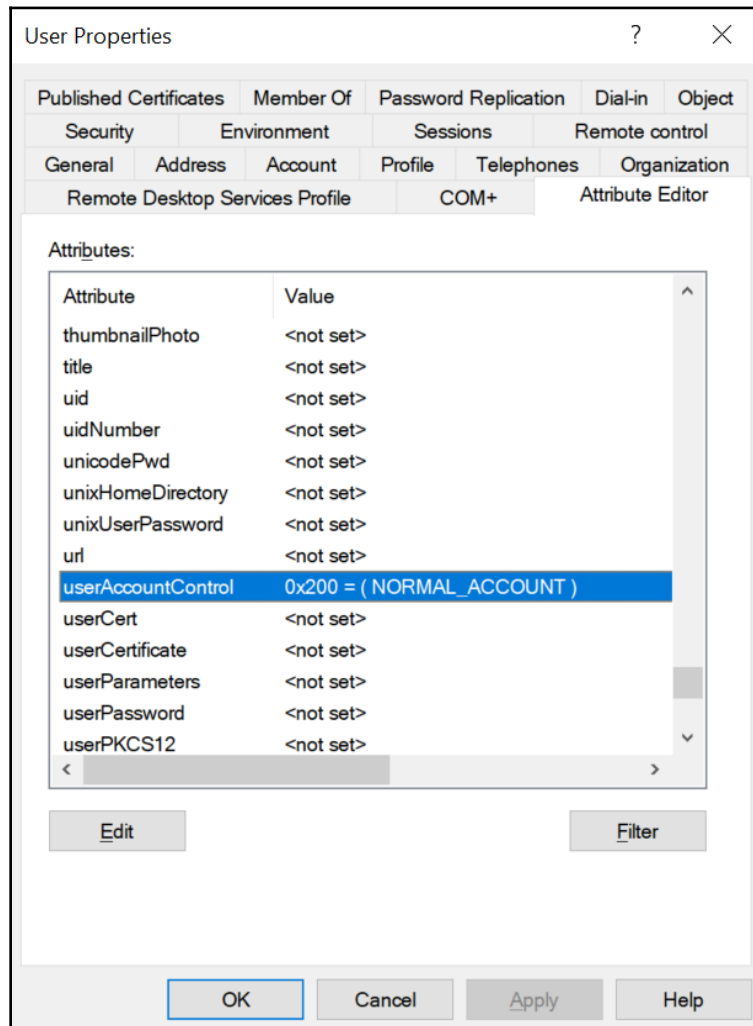 User Properties ? ×
Published Certificates Member Of Password Replication Dial-in Object
Security Environment Sessions Remote control
General Address Account Profile Telephones Organization
Remote Desktop Services Profile COM+ Attribute Editor
Attributes:
Attribute Value
thumbnailPhoto <not set>
title <not set>
uid <not set>
uidNumber <not set>
unicodePwd <not set>
unixHomeDirectory <not set>
unixUserPassword <not set>
url <not set>
userAccountControl 0x200 = ( NORMAL_ACCOUNT )
userCert <not set>
userCertificate <not set>
userParameters <not set>
userPassword <not set>
userPKCS12 <not set>
Edit Filter
OK Cancel Apply Help